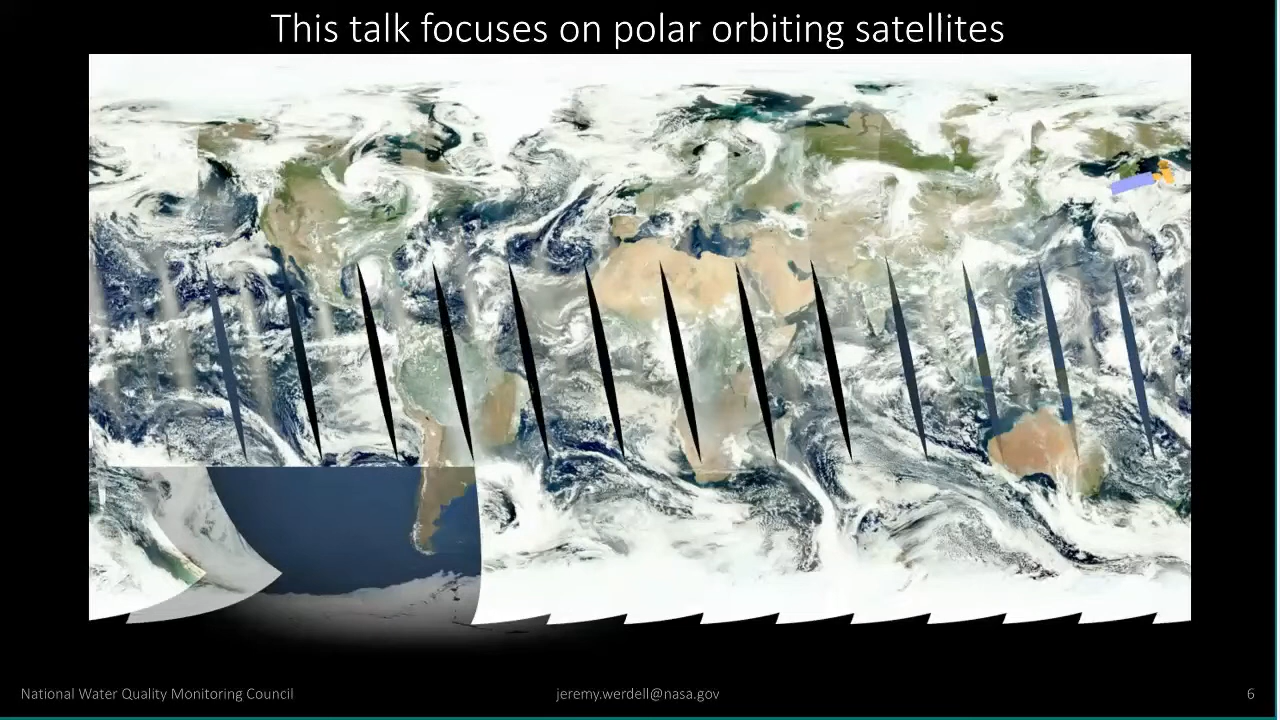 This talk focuses on polar orbiting satellites
National Water Quality Monitoring Council
jeremy.werdell@nasa.gov
6